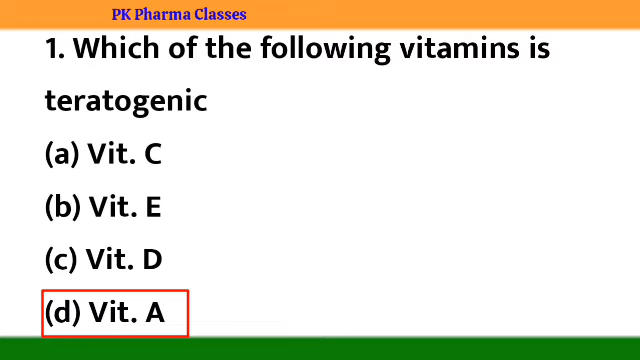 PK Pharma Classes
1. Which of the following vitamins is
teratogenic
(a) Vit. C
(b) Vit. E
(c) Vit. D
(d) Vit. A